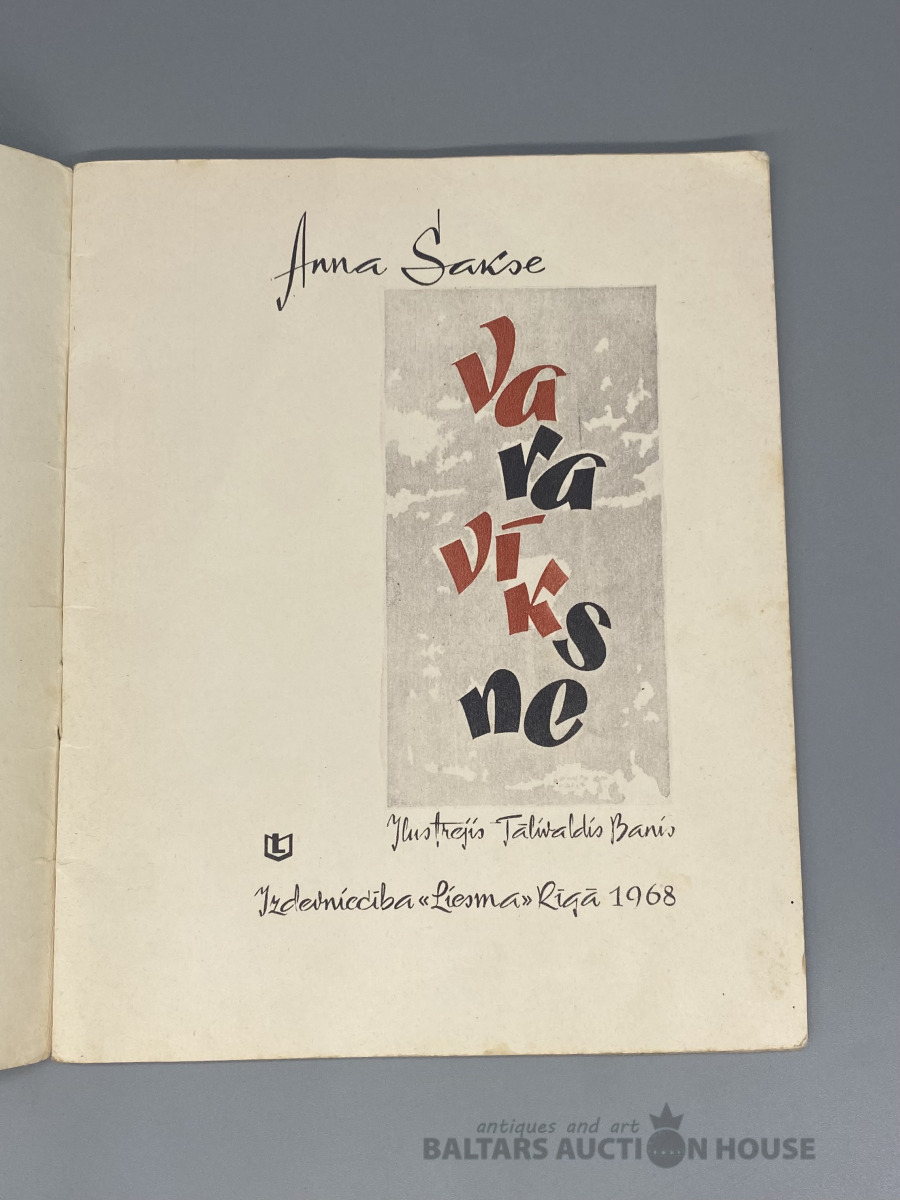 Anna Sakse
va
ra
vī
ks
ne
Ilustrējis Tālivaldis Banis
Izdevniecība «Liesma» Rīgā 1968
antiques and art
BALTARS AUCTION HOUSE